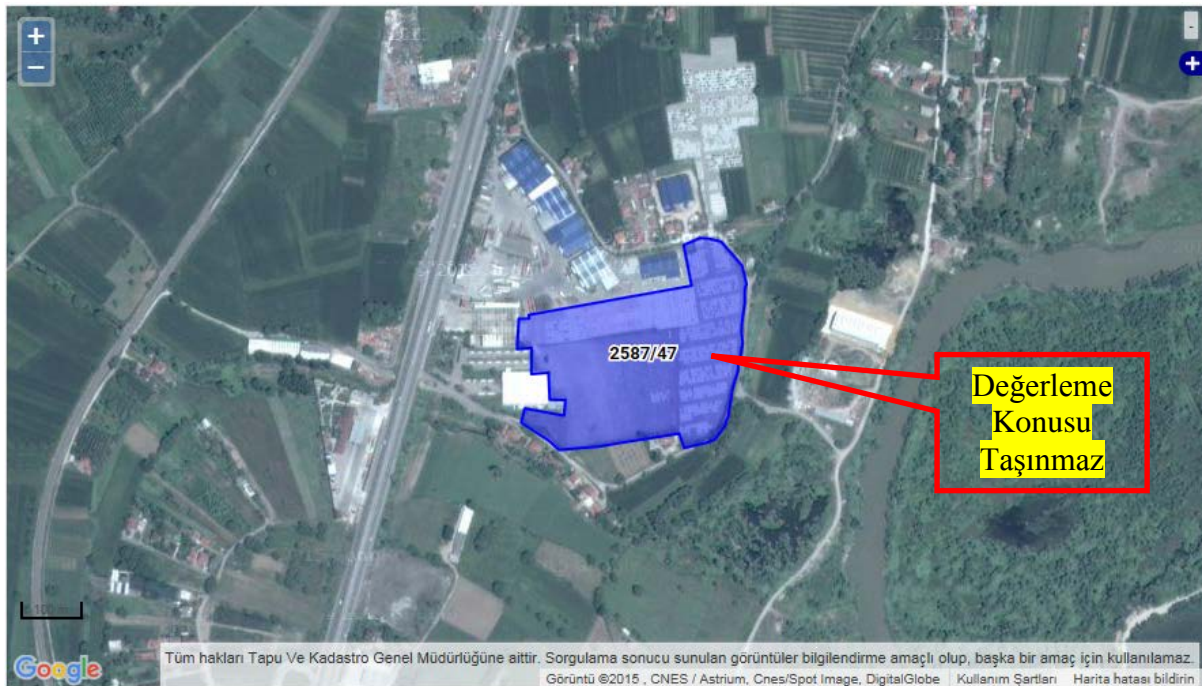 +
−
2587/47
Değerleme
Konusu
Taşınmaz
100 m
Google
Tüm hakları Tapu Ve Kadastro Genel Müdürlüğüne aittir. Sorgulama sonucu sunulan görüntüler bilgilendirme amaçlı olup, başka bir amaç için kullanılamaz.
Görüntü ©2015 , CNES / Astrium, Cnes/Spot Image, DigitalGlobe
Kullanım Şartları
Harita hatası bildirin